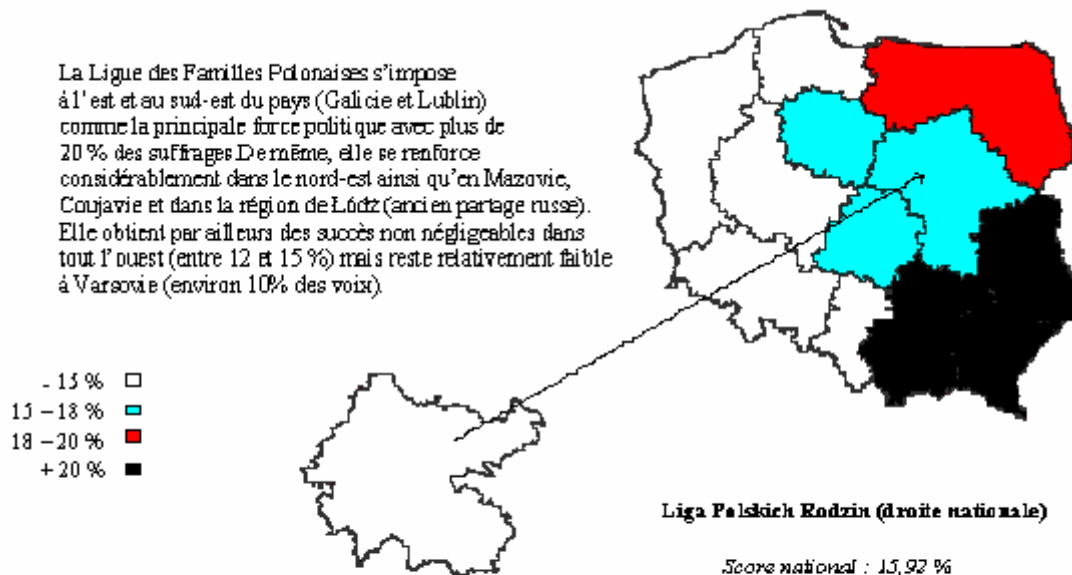 La Ligue des Familles Polonaises s'impose
à l'est et au sud-est du pays (Galicie et Lublin)
comme la principale force politique avec plus de
20 % des suffrages.De même, elle se renforce
considérablement dans le nord-est ainsi qu'en Mazovie,
Coujavie et dans la région de Łódz (ancien partage russe).
Elle obtient par ailleurs des succès non négligeables dans
tout l'ouest (entre 12 et 15 %) mais reste relativement faible
à Varsovie (environ 10% des voix).
- 15 %
15 – 18 %
18 – 20 %
+ 20 %
Liga Polskich Rodzin (droite nationale)
Score national : 15,92 %